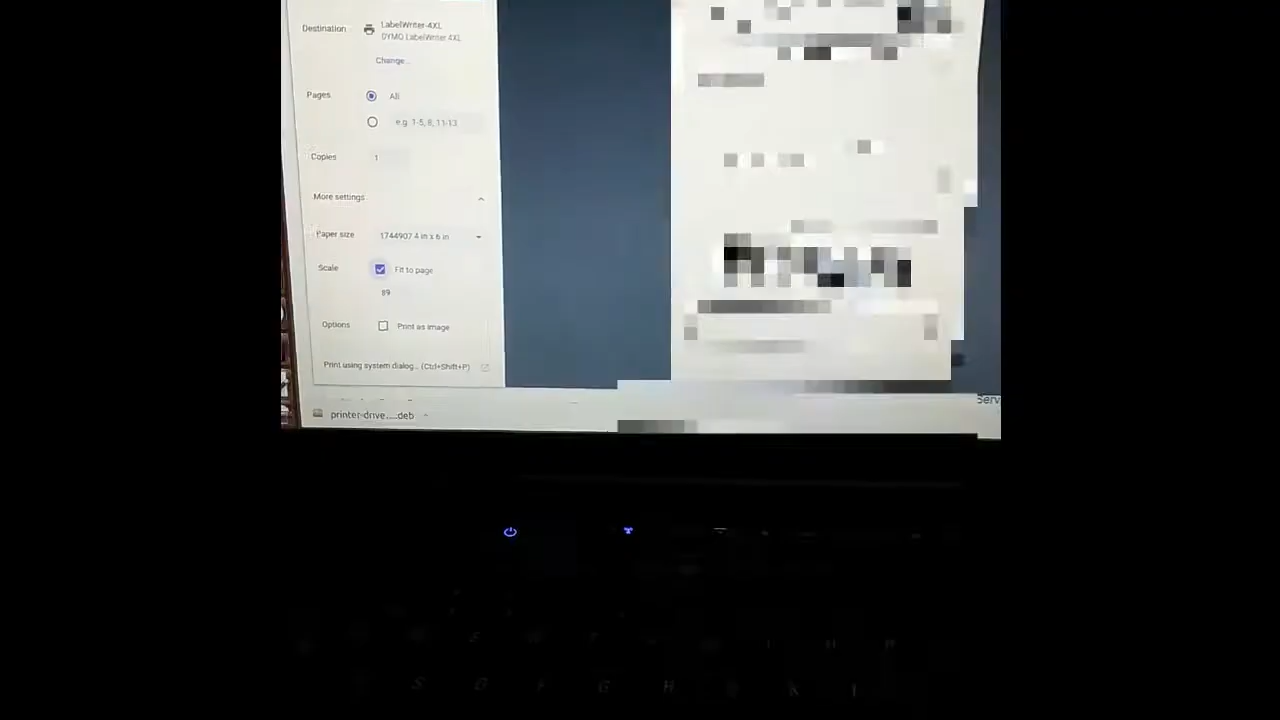 Destination
LabelWriter-4XL
DYMO LabelWriter 4XL
Change...
Pages
All
e.g. 1-5, 8, 11-13
Copies
1
More settings
Paper size
1744907 4 in x 6 in
Scale
Fit to page
89
Options
Print as image
Print using system dialog... (Ctrl+Shift+P)
Serv
printer-drive....deb
S D F G H K L